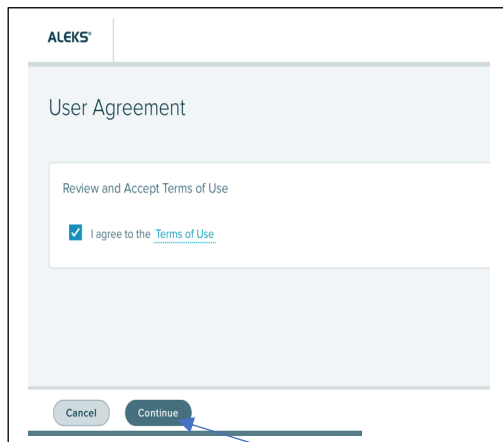 ALEKS®
User Agreement
Review and Accept Terms of Use
I agree to the Terms of Use
Cancel Continue